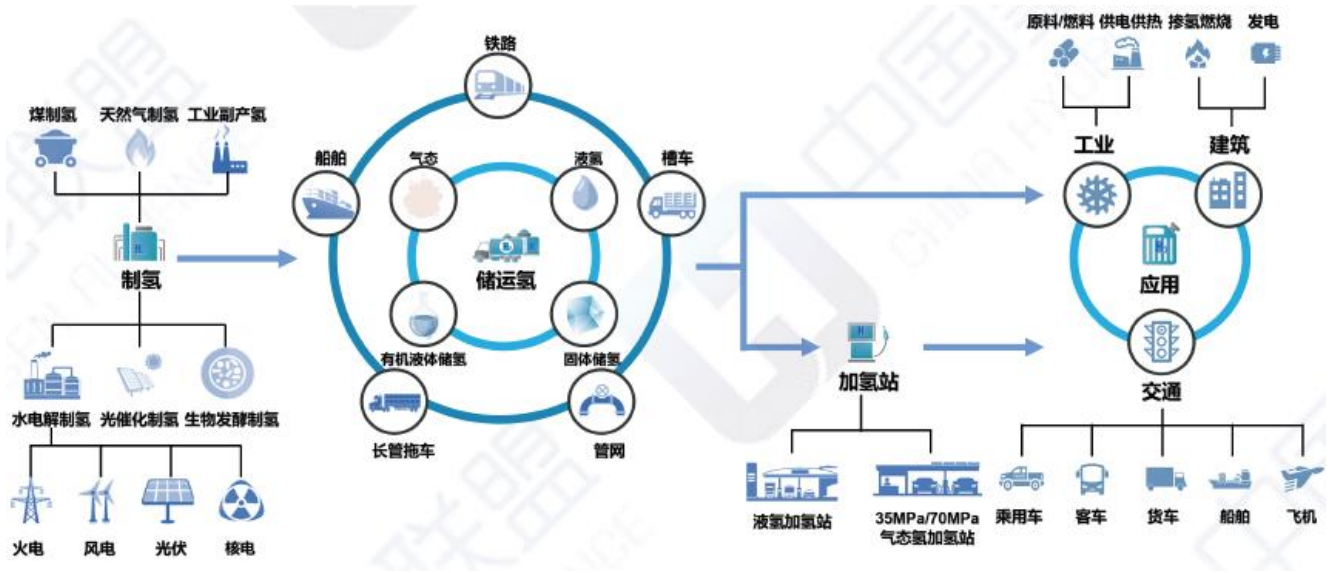 煤制氢
天然气制氢
工业副产氢
制氢
水电解制氢
光催化制氢
生物发酵制氢
火电
风电
光伏
核电
铁路
船舶
气态
液氢
槽车
储运氢
有机液体储氢
固体储氢
长管拖车
管网
加氢站
液氢加氢站
35MPa/70MPa
气态氢加氢站
原料/燃料
供电供热
掺氢燃烧
发电
工业
建筑
应用
交通
乘用车
客车
货车
船舶
飞机